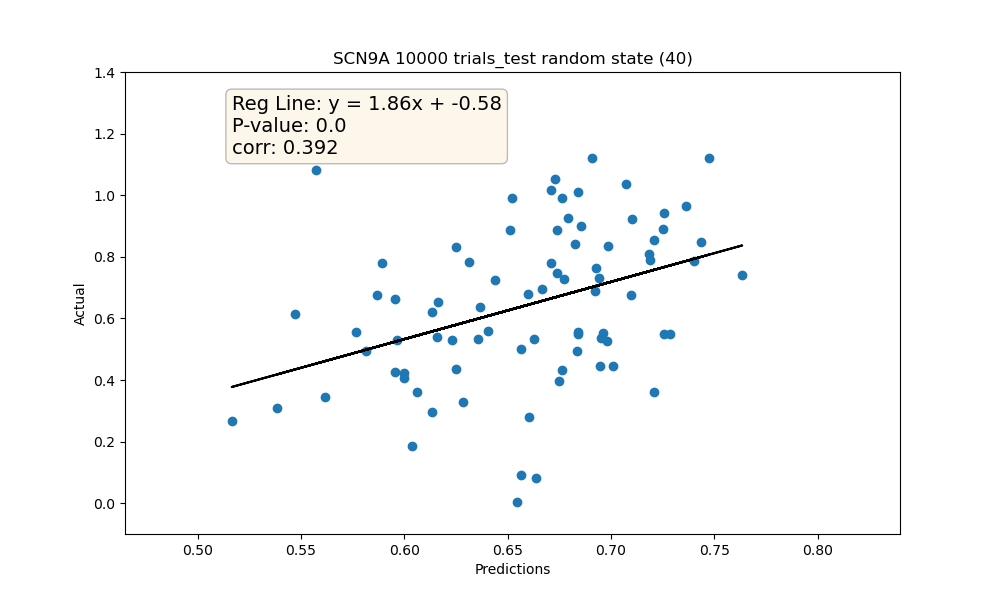 SCN9A 10000 trials_test random state (40)
Reg Line: y = 1.86x + -0.58
P-value: 0.0
corr: 0.392
1.4
1.2
1.0
0.8
0.6
0.4
0.2
0.0
Actual
0.50 0.55 0.60 0.65 0.70 0.75 0.80
Predictions